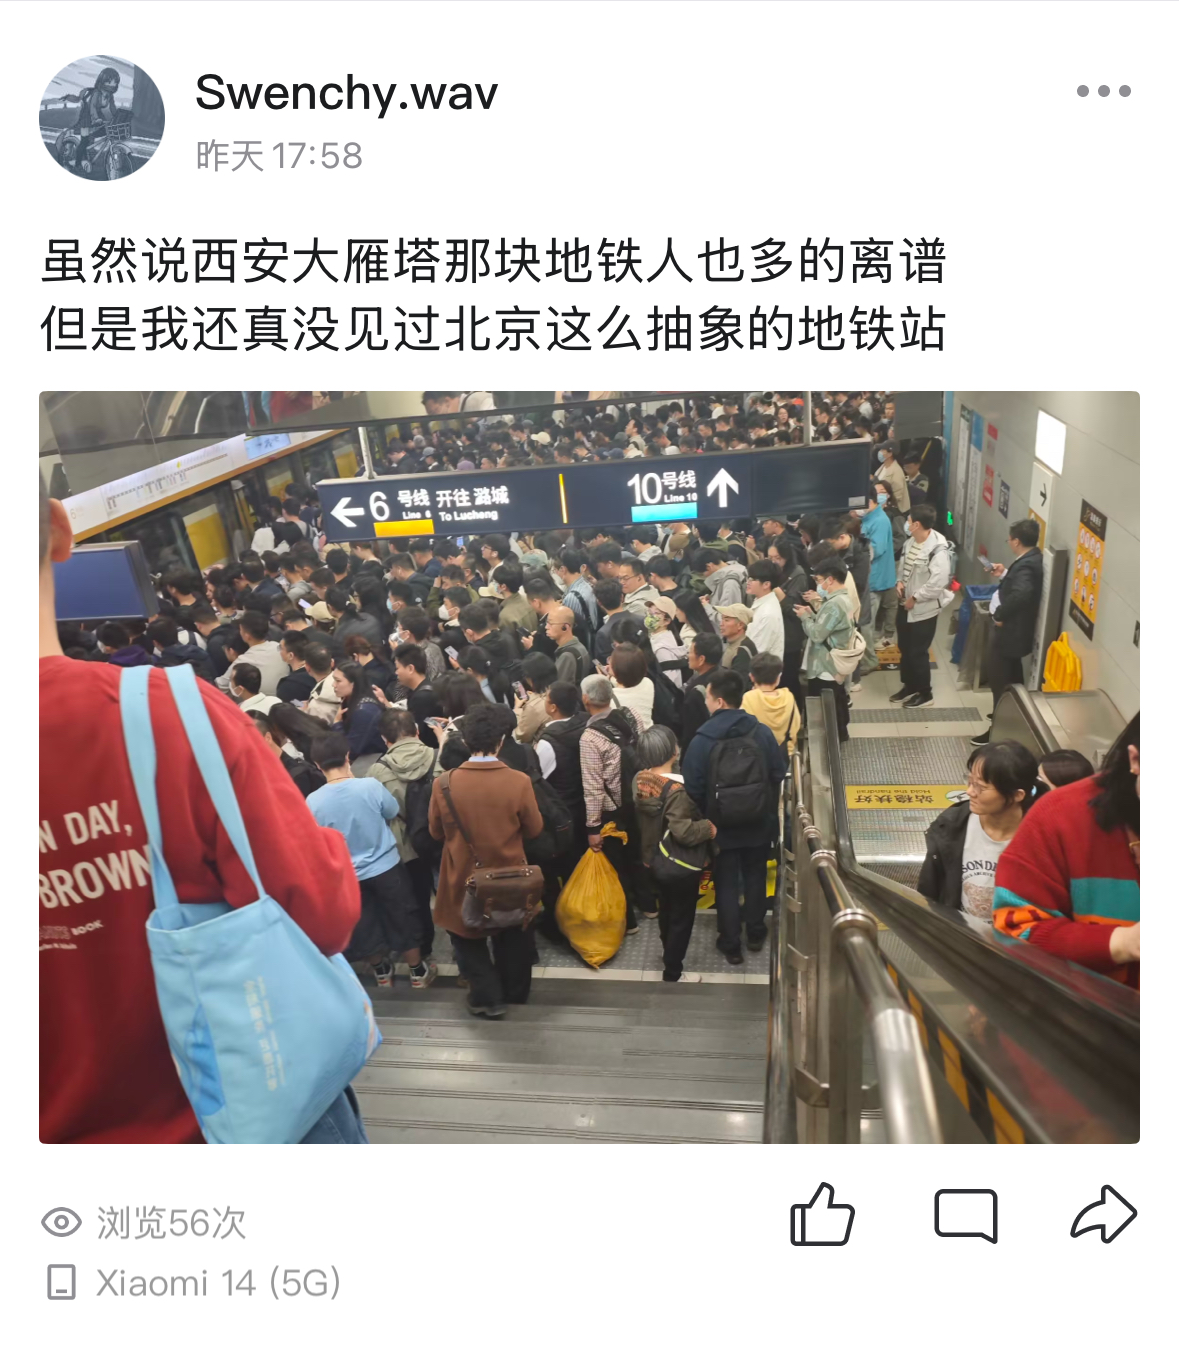 Swenchy.wav
昨天 17:58
虽然说西安大雁塔那块地铁人也多的离谱
但是我还真没见过北京这么抽象的地铁站
6 号线 开往 潞城
Line 6 To Lucheng
10号线
Line 10
站稳扶好
Hold the handrail
N DAY,
BROWN
BOOK
SON D
浏览56次
Xiaomi 14 (5G)